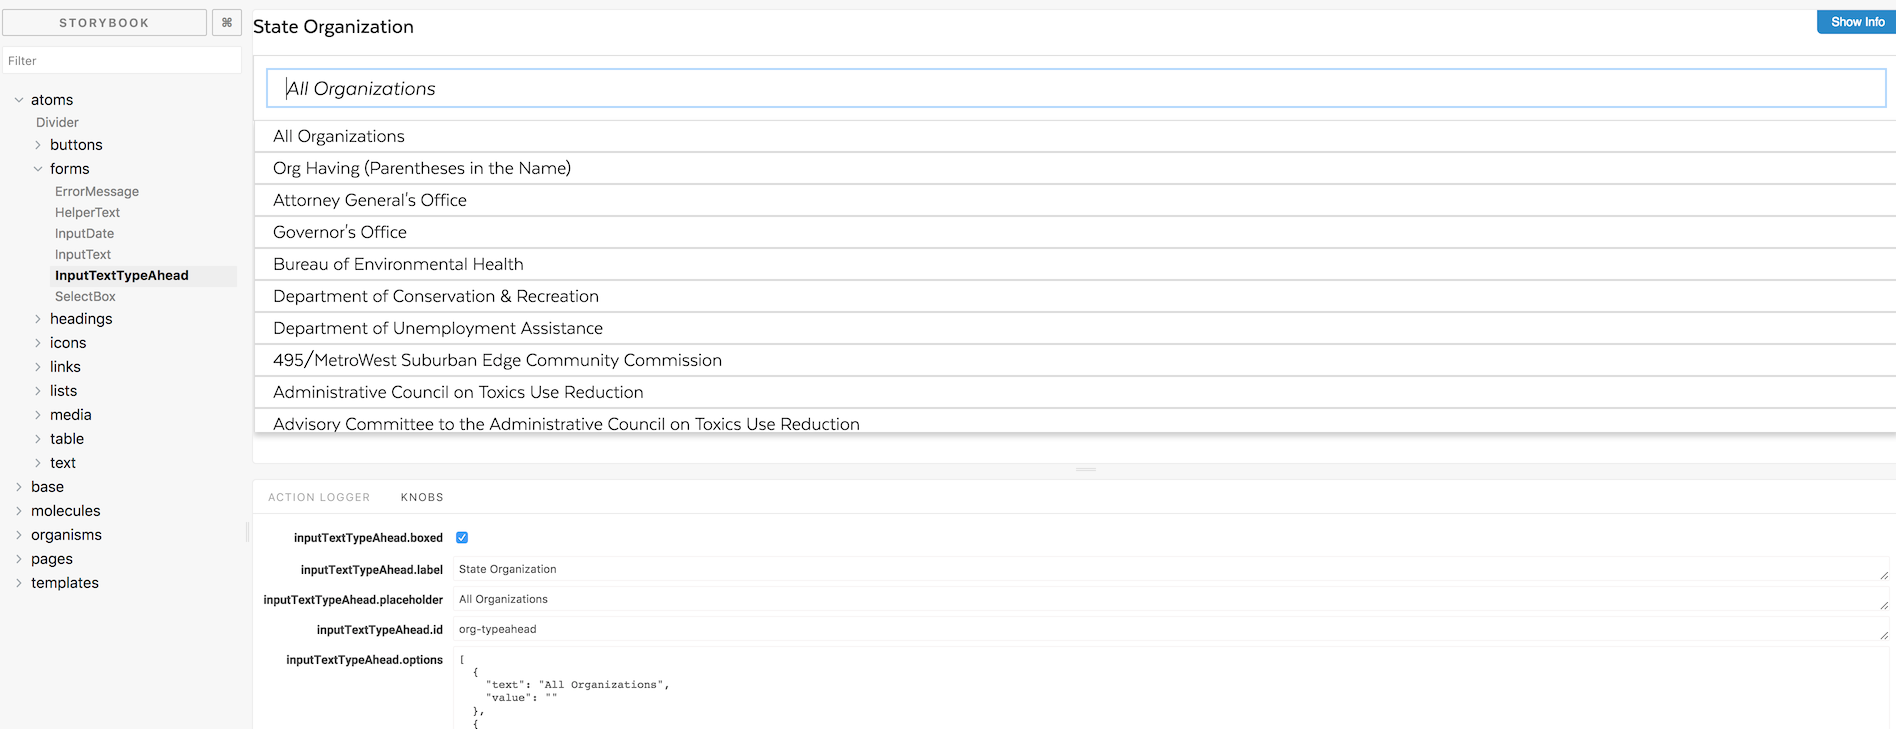 STORYBOOK
⌘
Filter
atoms
Divider
buttons
forms
ErrorMessage
HelperText
InputDate
InputText
InputTextTypeAhead
SelectBox
headings
icons
links
lists
media
table
text
base
molecules
organisms
pages
templates
State Organization
Show Info
All Organizations
All Organizations
Org Having (Parentheses in the Name)
Attorney General's Office
Governor's Office
Bureau of Environmental Health
Department of Conservation & Recreation
Department of Unemployment Assistance
495/MetroWest Suburban Edge Community Commission
Administrative Council on Toxics Use Reduction
Advisory Committee to the Administrative Council on Toxics Use Reduction
ACTION LOGGER KNOBS
inputTextTypeAhead.boxed
inputTextTypeAhead.label State Organization
inputTextTypeAhead.placeholder All Organizations
inputTextTypeAhead.id org-typeahead
inputTextTypeAhead.options [
{
"text": "All Organizations",
"value": ""
},
{